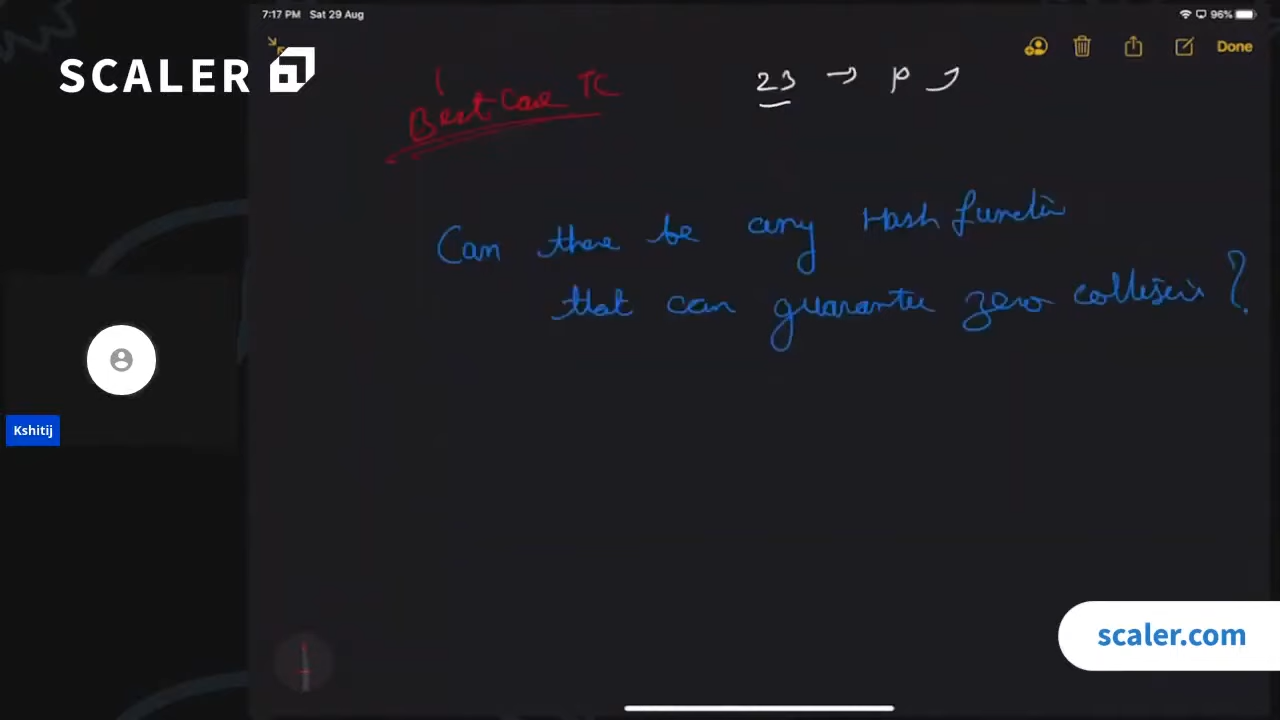 7:17 PM Sat 29 Aug
96%
SCALER
Done
Best Case TC
23 → P
Can there be any Hash function
that can guarantee zero collisions?
Kshitij
scaler.com